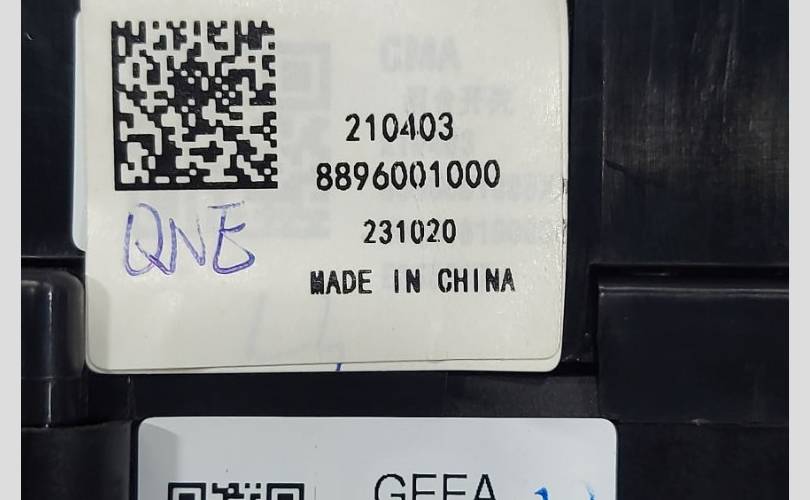 210403
8896001000
231020
QNE
MADE IN CHINA
GEEA